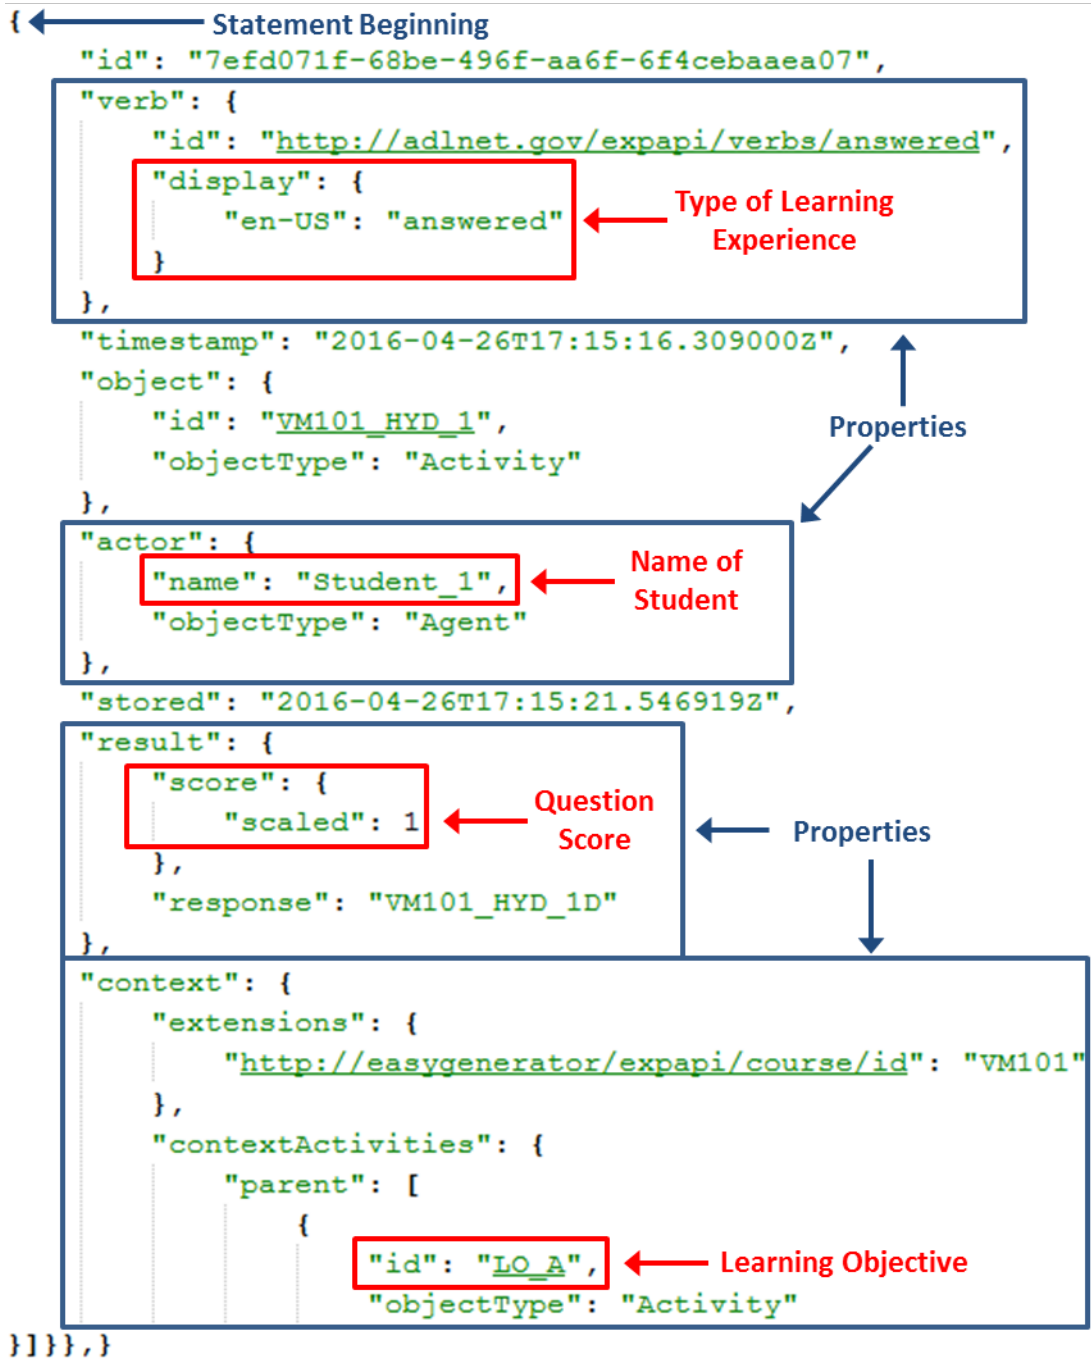 { Statement Beginning
"id": "7efd071f-68be-496f-aa6f-6f4cebaaea07",
"verb": {
"id": "http://adlnet.gov/expapi/verbs/answered",
"display": {
"en-US": "answered"
}
Type of Learning
Experience
},
"timestamp": "2016-04-26T17:15:16.309000Z",
"object": {
"id": "VM101_HYD_1",
"objectType": "Activity"
},
Properties
"actor": {
"name": "Student_1",
"objectType": "Agent"
},
Name of
Student
"stored": "2016-04-26T17:15:21.546919Z",
"result": {
"score": {
"scaled": 1
},
Question
Score
"response": "VM101_HYD_1D"
},
Properties
"context": {
"extensions": {
"http://easygenerator/expapi/course/id": "VM101"
},
"contextActivities": {
"parent": [
{
"id": "LO_A",
Learning Objective
"objectType": "Activity"
}]}},}